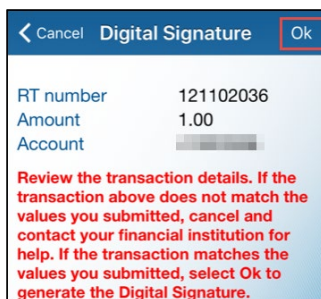 Cancel Digital Signature Ok
RT number 121102036
Amount 1.00
Account
Review the transaction details. If the
transaction above does not match the
values you submitted, cancel and
contact your financial institution for
help. If the transaction matches the
values you submitted, select Ok to
generate the Digital Signature.